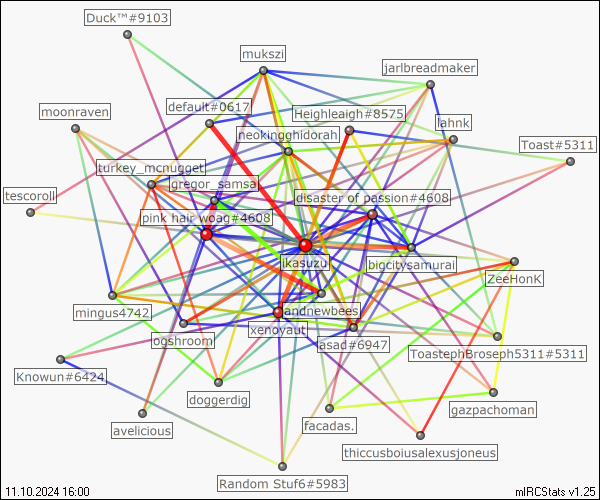 Duck™#9103
mukszi
jarlbreadmaker
default#0617
Heighleaigh#8575
moonraven
lahnk
neokingghidorah
Toast#5311
turkey_mcnugget
gregor_samsa
tescoroll
disaster of passion#4608
pink hair woag#4608
ikasuzu
bigcitysamurai
ZeeHonK
mingus4742
andnewbees
xenoyaut
ogshroom
asad#6947
ToastephBroseph5311#5311
Knowun#6424
doggerdig
gazpachoman
avelicious
facadas.
thiccusboiusalexusjoneus
Random Stuf6#5983
11.10.2024 16:00
mIRCStats v1.25